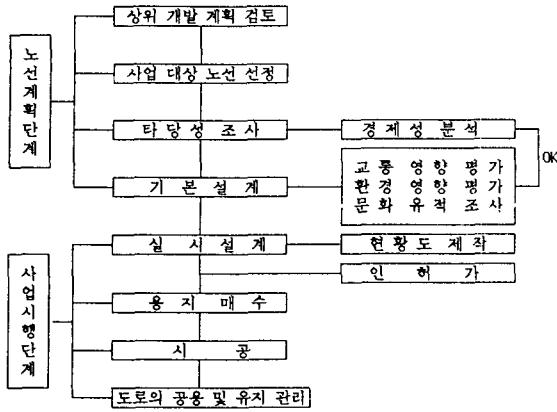 상위 개발 계획 검토
노선계획단계
사업 대상 노선 선정
타당성 조사
경제성 분석
OK
교통 영향 평가
환경 영향 평가
문화 유적 조사
기본설계
실시설계
현황도 제작
인허가
사업시행단계
용지매수
시공
도로의 공용 및 유지 관리